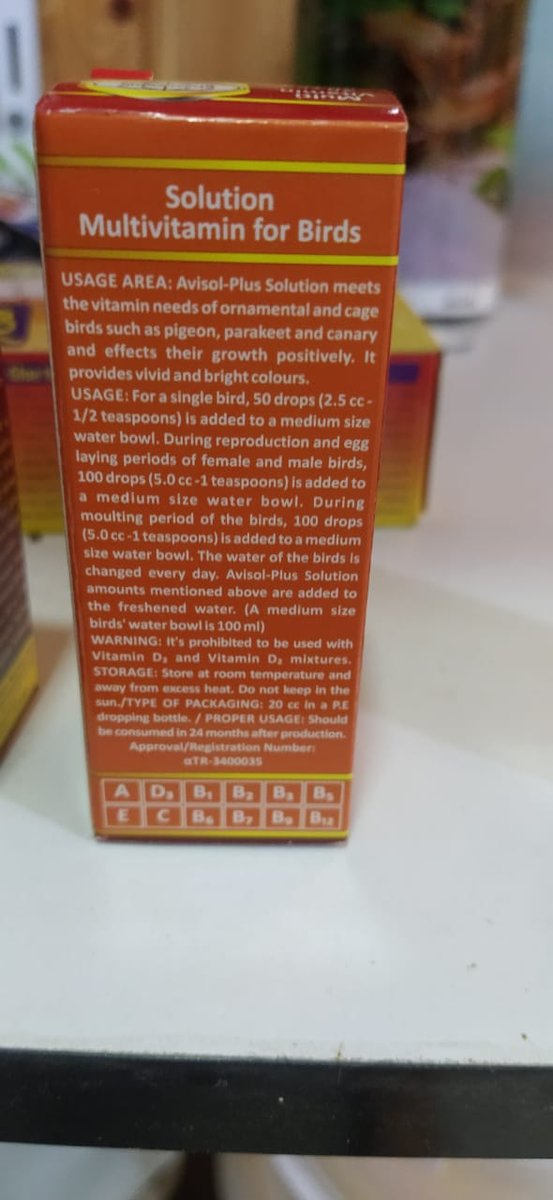 Multi
Solution
Multivitamin for Birds
USAGE AREA: Avisol-Plus Solution meets
the vitamin needs of ornamental and cage
birds such as pigeon, parakeet and canary
and effects their growth positively. It
provides vivid and bright colours.
USAGE: For a single bird, 50 drops (2.5 cc-
1/2 teaspoons) is added to a medium size
water bowl. During reproduction and egg
laying periods of female and male birds,
100 drops (5.0 cc -1 teaspoons) is added to
a medium size water bowl. During
moulting period of the birds, 100 drops
(5.0 cc -1 teaspoons) is added to a medium
size water bowl. The water of the birds is
changed every day. Avisol-Plus Solution
amounts mentioned above are added to
the freshened water. (A medium size
birds' water bowl is 100 ml)
WARNING: It's prohibited to be used with
Vitamin D₃ and Vitamin D₂ mixtures.
STORAGE: Store at room temperature and
away from excess heat. Do not keep in the
sun./TYPE OF PACKAGING: 20 cc in a P.E
dropping bottle. / PROPER USAGE: Should
be consumed in 24 months after production.
Approval/Registration Number:
αTR-3400035
A D₃ B₁ B₂ B₃ B₅
E C B₆ B₇ B₉ B₁₂